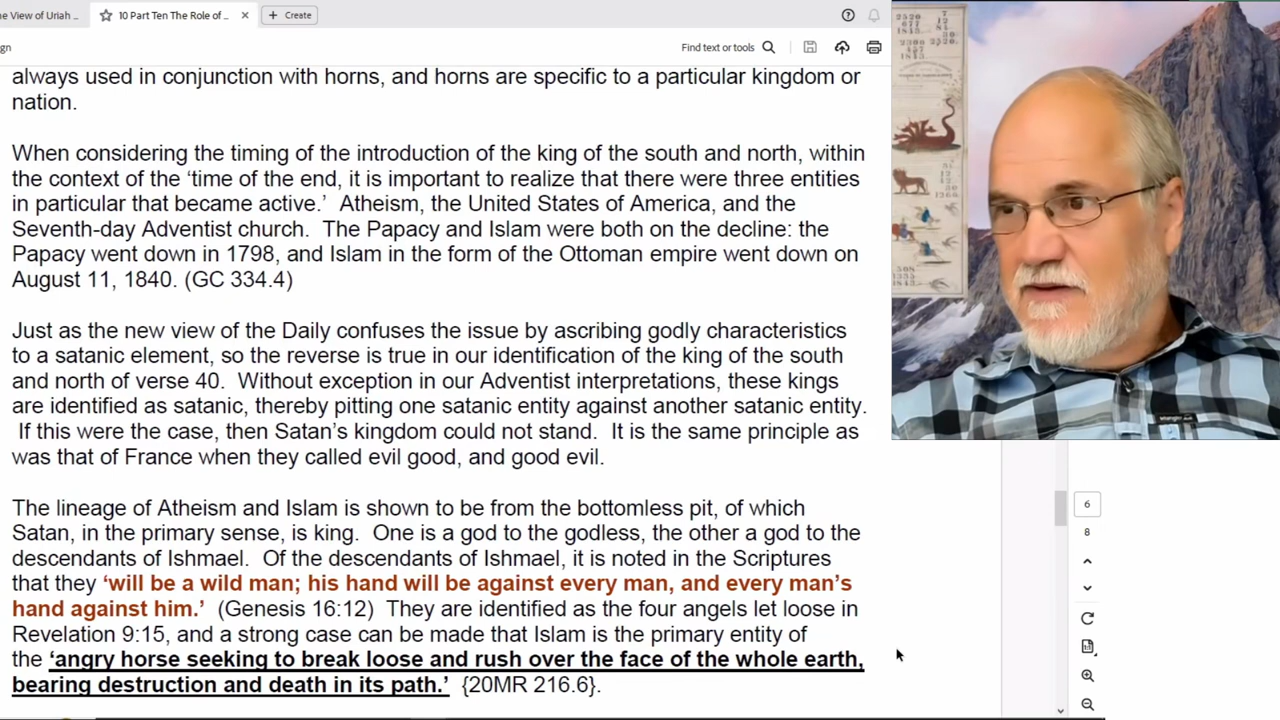 he View of Uriah ...
10 Part Ten The Role of ...
Create
gn
Find text or tools
always used in conjunction with horns, and horns are specific to a particular kingdom or
nation.
When considering the timing of the introduction of the king of the south and north, within
the context of the ‘time of the end, it is important to realize that there were three entities
in particular that became active.’  Atheism, the United States of America, and the
Seventh-day Adventist church.  The Papacy and Islam were both on the decline: the
Papacy went down in 1798, and Islam in the form of the Ottoman empire went down on
August 11, 1840. (GC 334.4)
Just as the new view of the Daily confuses the issue by ascribing godly characteristics
to a satanic element, so the reverse is true in our identification of the king of the south
and north of verse 40.  Without exception in our Adventist interpretations, these kings
are identified as satanic, thereby pitting one satanic entity against another satanic entity.
If this were the case, then Satan’s kingdom could not stand.  It is the same principle as
was that of France when they called evil good, and good evil.
The lineage of Atheism and Islam is shown to be from the bottomless pit, of which
Satan, in the primary sense, is king.  One is a god to the godless, the other a god to the
descendants of Ishmael.  Of the descendants of Ishmael, it is noted in the Scriptures
that they ‘will be a wild man; his hand will be against every man, and every man’s
hand against him.’  (Genesis 16:12)  They are identified as the four angels let loose in
Revelation 9:15, and a strong case can be made that Islam is the primary entity of
the ‘angry horse seeking to break loose and rush over the face of the whole earth,
bearing destruction and death in its path.’  {20MR 216.6}.
6
8
2520
677
1843
2520
457
1843